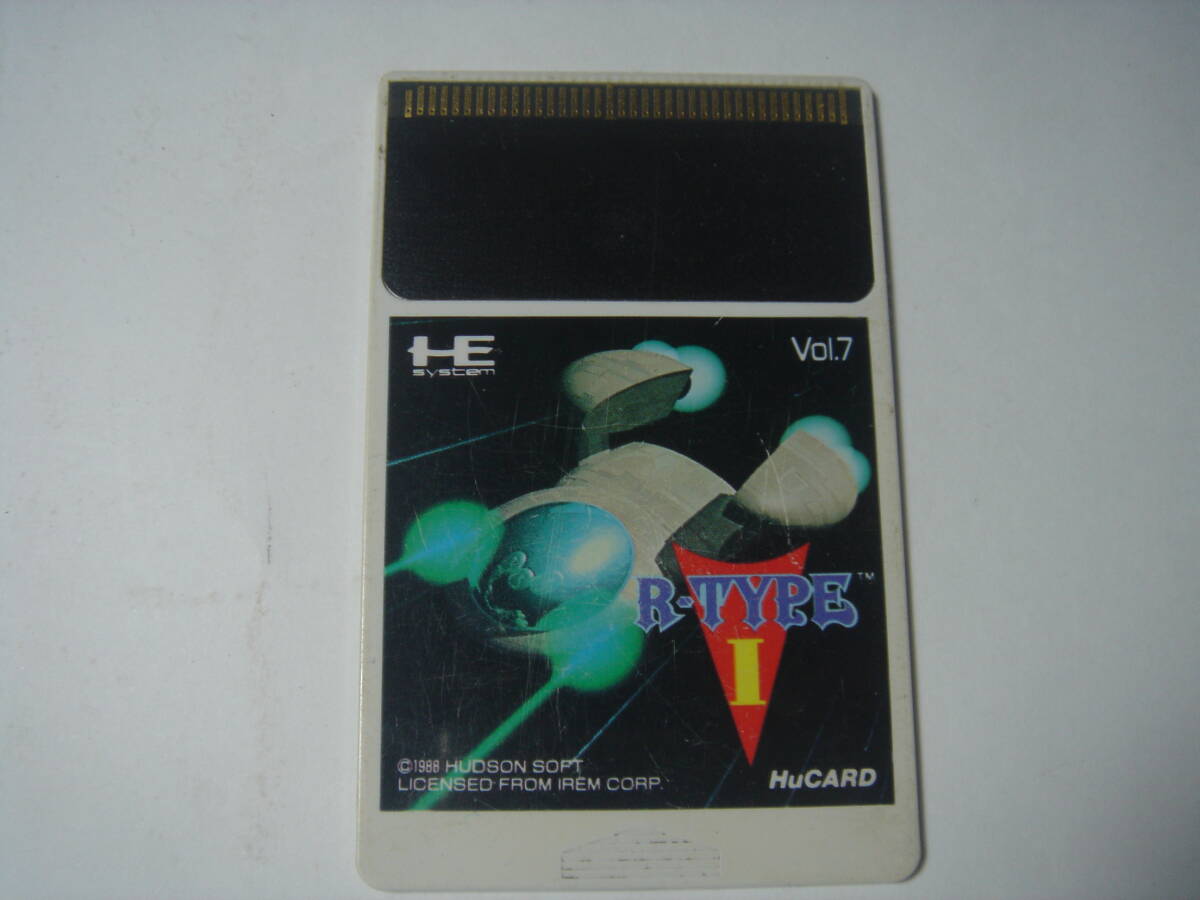 HE
system
Vol.7
R-TYPE™
I
©1988 HUDSON SOFT
LICENSED FROM IREM CORP.
HuCARD